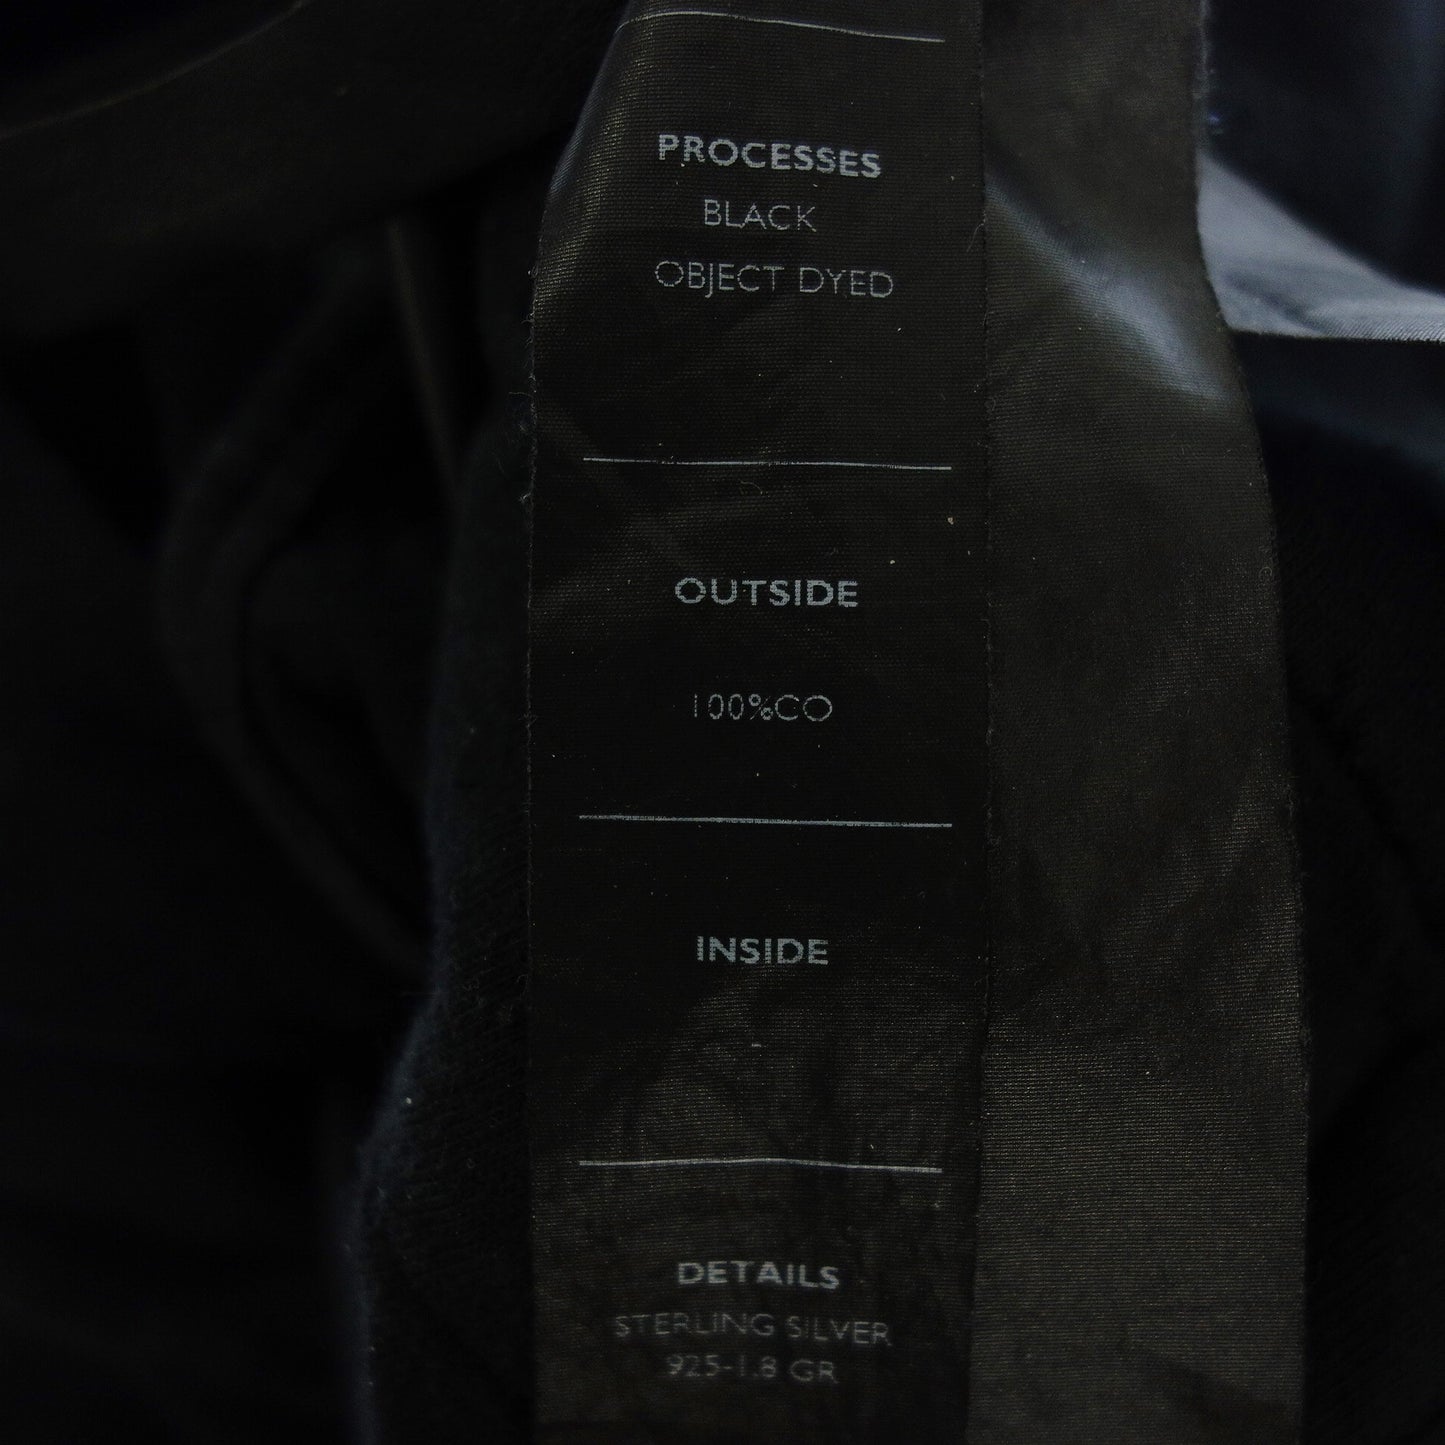 PROCESSES
BLACK
OBJECT DYED
OUTSIDE
100%CO
INSIDE
-
DETAILS
STERLING SILVER
925-1.8 GR